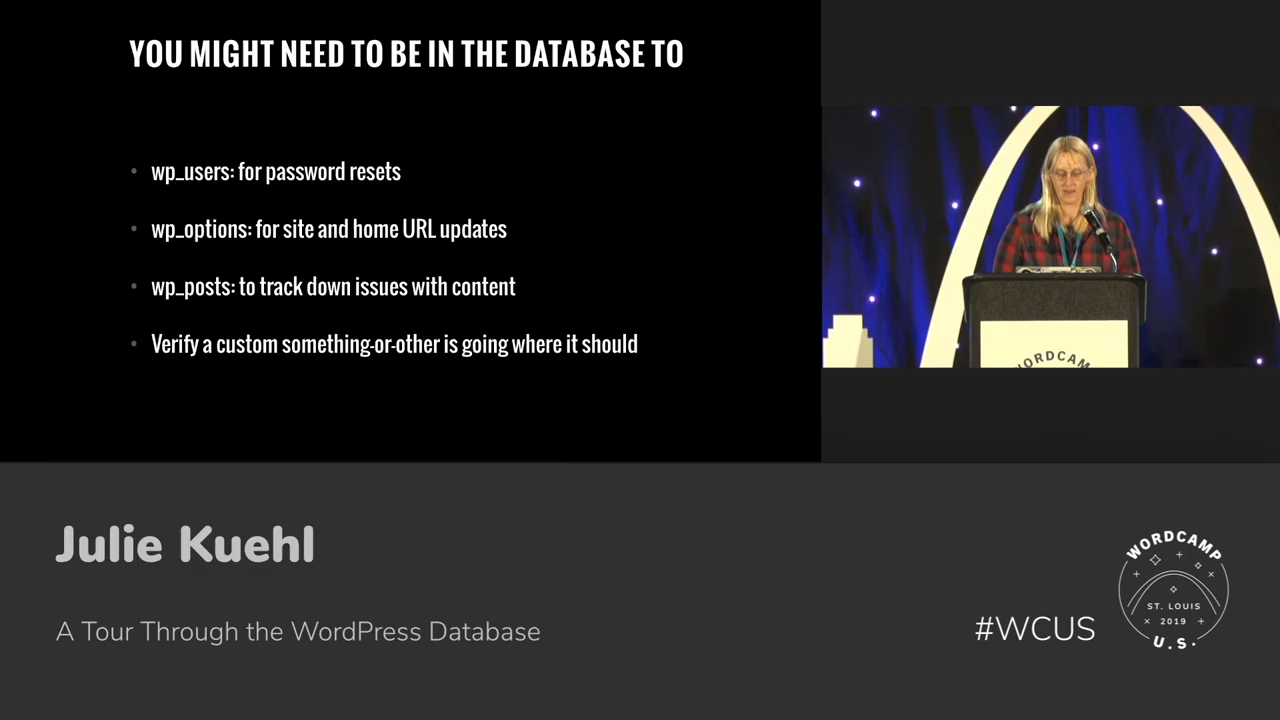 YOU MIGHT NEED TO BE IN THE DATABASE TO
• wp_users: for password resets
• wp_options: for site and home URL updates
• wp_posts: to track down issues with content
• Verify a custom something-or-other is going where it should
WORDCAM
Julie Kuehl
A Tour Through the WordPress Database
#WCUS
WORDCAMP
ST. LOUIS
2019
U.S.